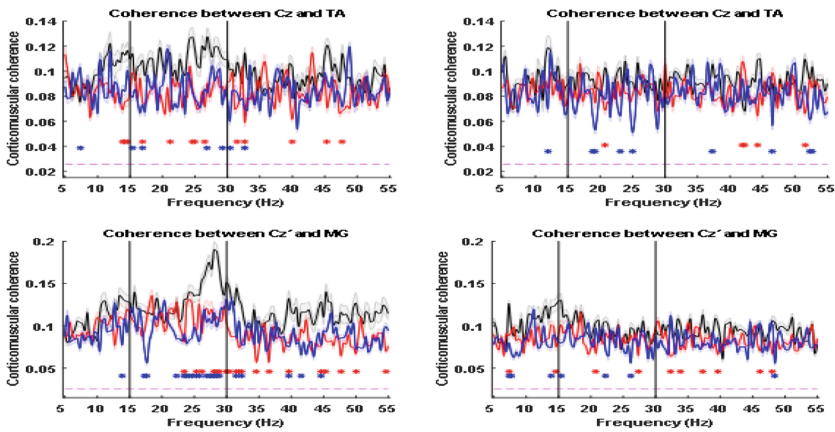 Coherence between Cz and TA
Corticomuscular coherence
0.14
0.12
0.1
0.08
0.06
0.04
0.02
5 10 15 20 25 30 35 40 45 50 55
Frequency (Hz)
Coherence between Cz and TA
Corticomuscular coherence
0.14
0.12
0.1
0.08
0.06
0.04
0.02
5 10 15 20 25 30 35 40 45 50 55
Frequency (Hz)
Coherence between Cz´ and MG
Corticomuscular coherence
0.2
0.15
0.1
0.05
5 10 15 20 25 30 35 40 45 50 55
Frequency (Hz)
Coherence between Cz´ and MG
Corticomuscular coherence
0.2
0.15
0.1
0.05
5 10 15 20 25 30 35 40 45 50 55
Frequency (Hz)